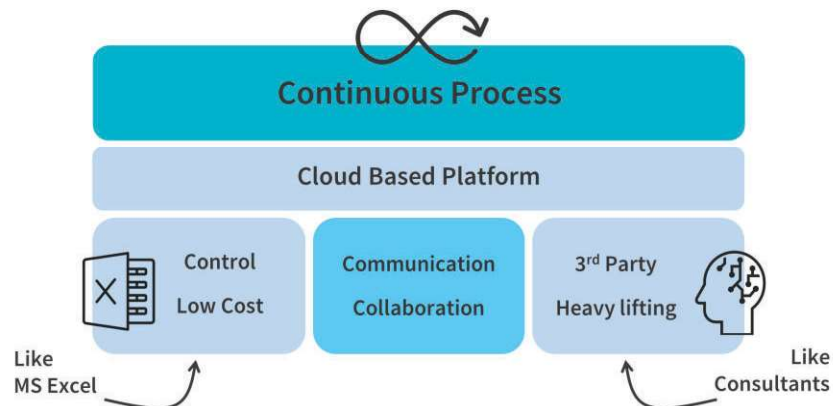 Continuous Process
Cloud Based Platform
Control
Low Cost
Communication
Collaboration
3rd Party
Heavy lifting
X
Like
MS Excel
Like
Consultants